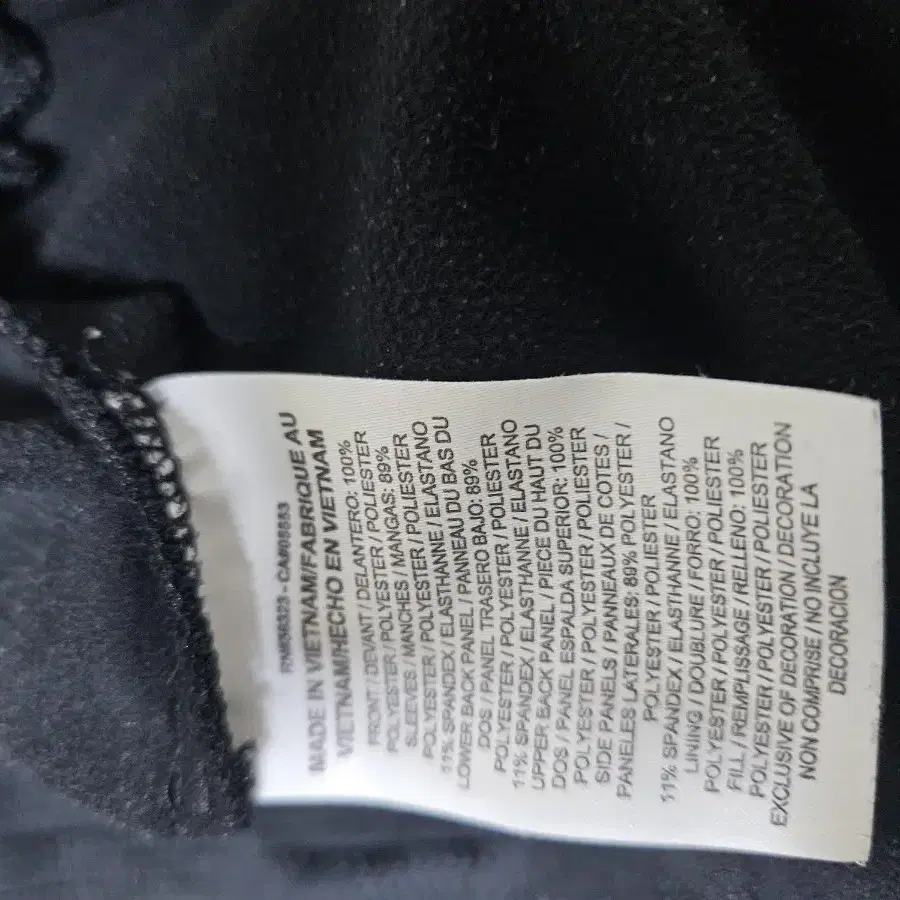 MADE IN VIETNAM/FABRIQUE AU
VIETNAM/HECHO EN VIETNAM
FRONT / DEVANT / DELANTERO: 100%
POLYESTER / POLYESTER / POLIESTER
SLEEVES / MANCHES / MANGAS: 89%
POLYESTER / POLYESTER / POLIESTER
11% SPANDEX / ELASTHANNE / ELASTANO
LOWER BACK PANEL / PANNEAU DU BAS DU
DOS / PANEL TRASERO BAJO: 89%
POLYESTER / POLYESTER / POLIESTER
11% SPANDEX / ELASTHANNE / ELASTANO
UPPER BACK PANEL / PIECE DU HAUT DU
DOS / PANEL ESPALDA SUPERIOR: 100%
POLYESTER / POLYESTER / POLIESTER
SIDE PANELS / PANNEAUX DE COTES /
PANELES LATERALES: 89% POLYESTER /
POLYESTER / POLIESTER
11% SPANDEX / ELASTHANNE / ELASTANO
LINING / DOUBLURE / FORRO: 100%
POLYESTER / POLYESTER / POLIESTER
FILL / REMPLISSAGE / RELLENO: 100%
POLYESTER / POLYESTER / POLIESTER
EXCLUSIVE OF DECORATION / DECORATION
NON COMPRISE / NO INCLUYE LA
DECORACION